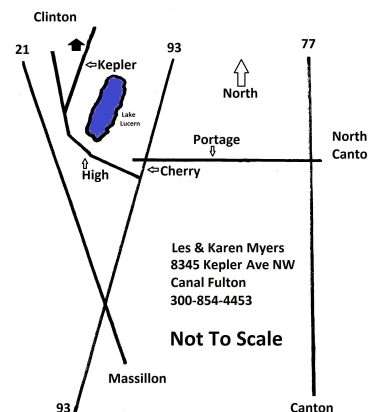 Clinton
21
93
77
Kepler
North
Lake
Lucern
Portage
North
Canto
High
Cherry
Les & Karen Myers
8345 Kepler Ave NW
Canal Fulton
300-854-4453
Not To Scale
Massillon
93
Canton